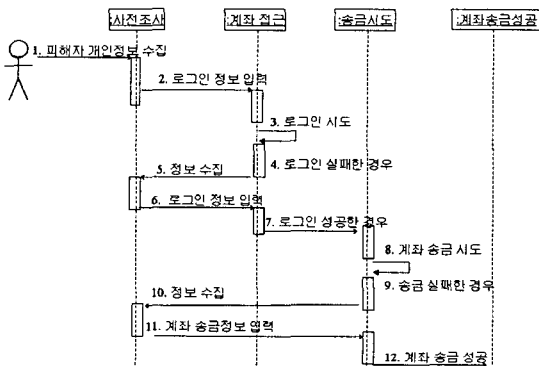 :사전조사
:계좌 접근
:송금시도
:계좌송금성공
1. 피해자 개인정보 수집
2. 로그인 정보 입력
3. 로그인 시도
4. 로그인 실패한 경우
5. 정보 수집
6. 로그인 정보 입력
7. 로그인 성공한 경우
8. 계좌 송금 시도
9. 송금 실패한 경우
10. 정보 수집
11. 계좌 송금정보 입력
12. 계좌 송금 성공